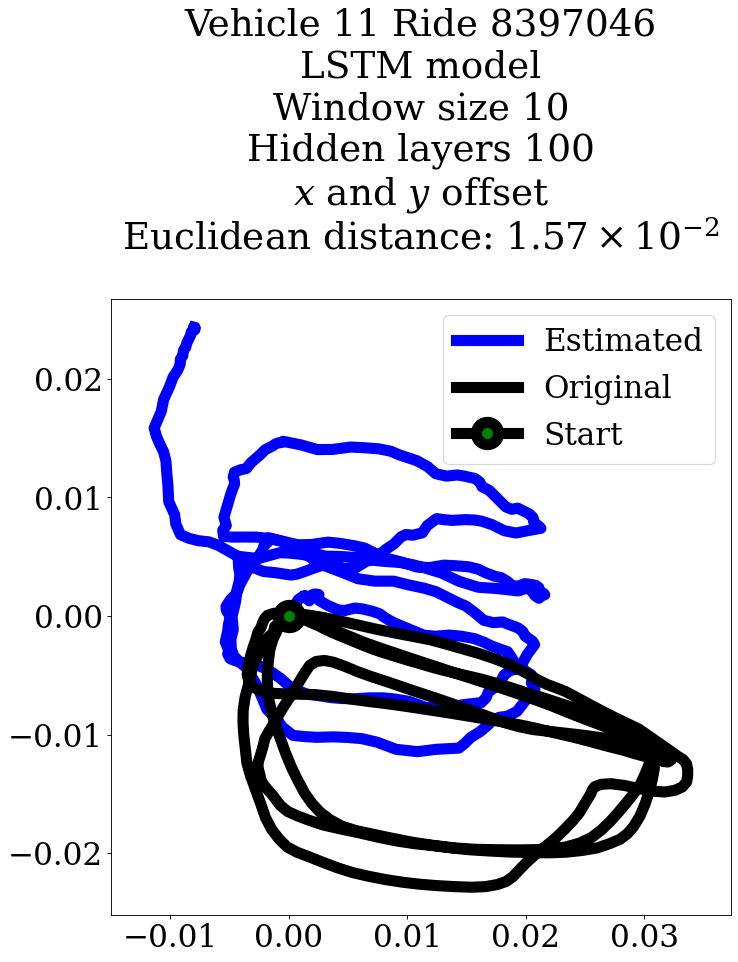 Vehicle 11 Ride 8397046
LSTM model
Window size 10
Hidden layers 100
x and y offset
Euclidean distance: 1.57 × 10⁻²
Estimated
Original
Start
0.02
0.01
0.00
−0.01
−0.02
−0.01 0.00 0.01 0.02 0.03